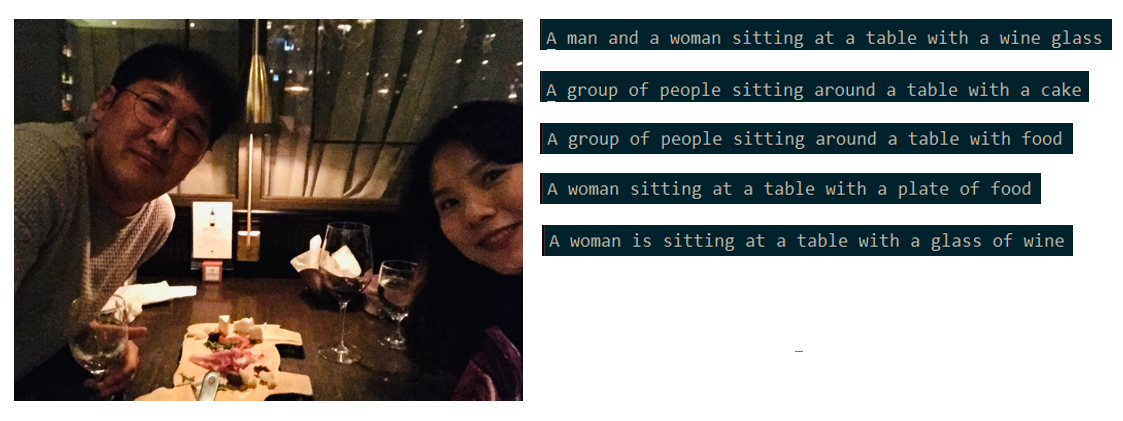 A man and a woman sitting at a table with a wine glass
A group of people sitting around a table with a cake
A group of people sitting around a table with food
A woman sitting at a table with a plate of food
A woman is sitting at a table with a glass of wine